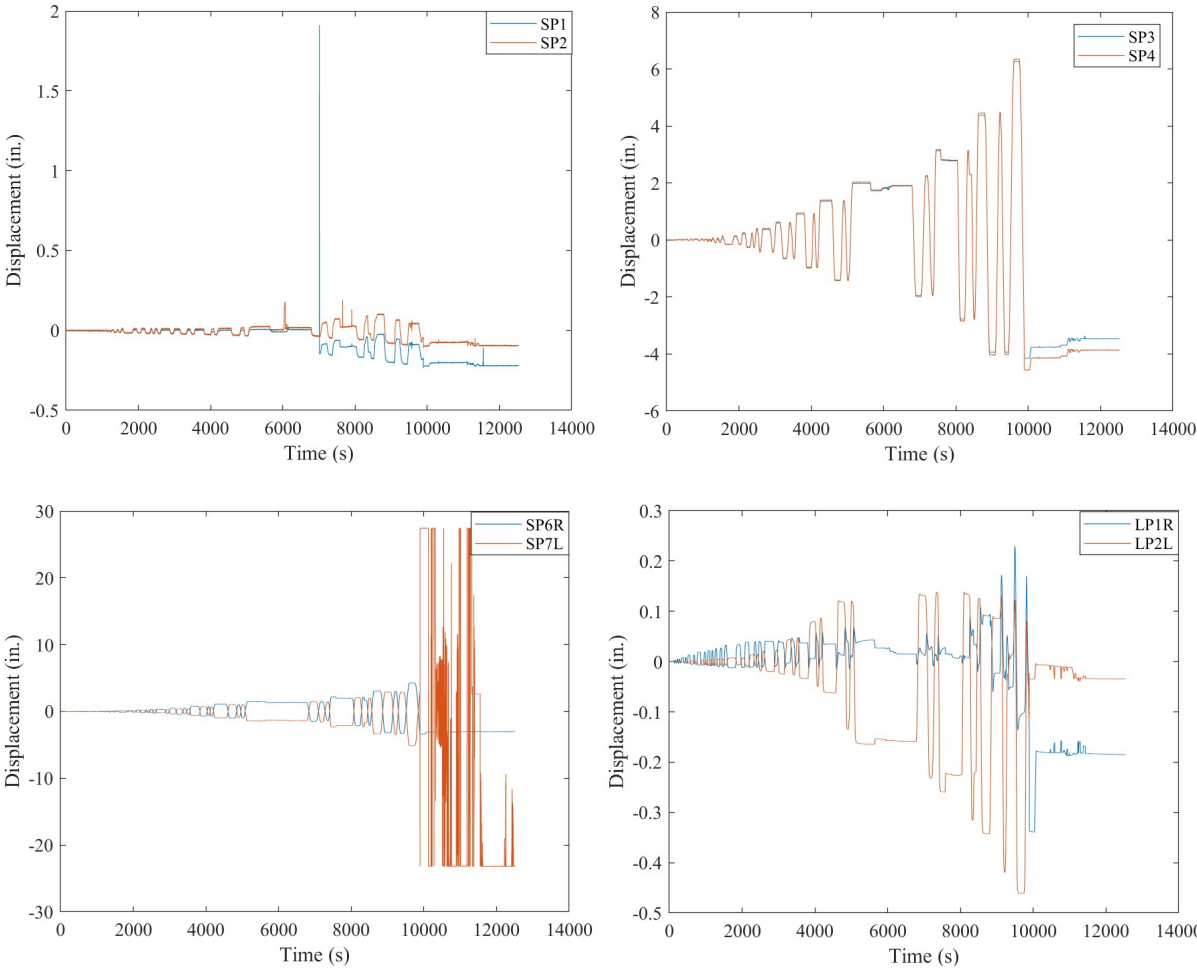 2
1.5
1
0.5
0
-0.5
Displacement (in.)
0 2000 4000 6000 8000 10000 12000 14000
Time (s)
SP1
SP2
8
6
4
2
0
-2
-4
-6
Displacement (in.)
0 2000 4000 6000 8000 10000 12000 14000
Time (s)
SP3
SP4
30
20
10
0
-10
-20
-30
Displacement (in.)
0 2000 4000 6000 8000 10000 12000 14000
Time (s)
SP6R
SP7L
0.3
0.2
0.1
0
-0.1
-0.2
-0.3
-0.4
-0.5
Displacement (in.)
0 2000 4000 6000 8000 10000 12000 14000
Time (s)
LP1R
LP2L